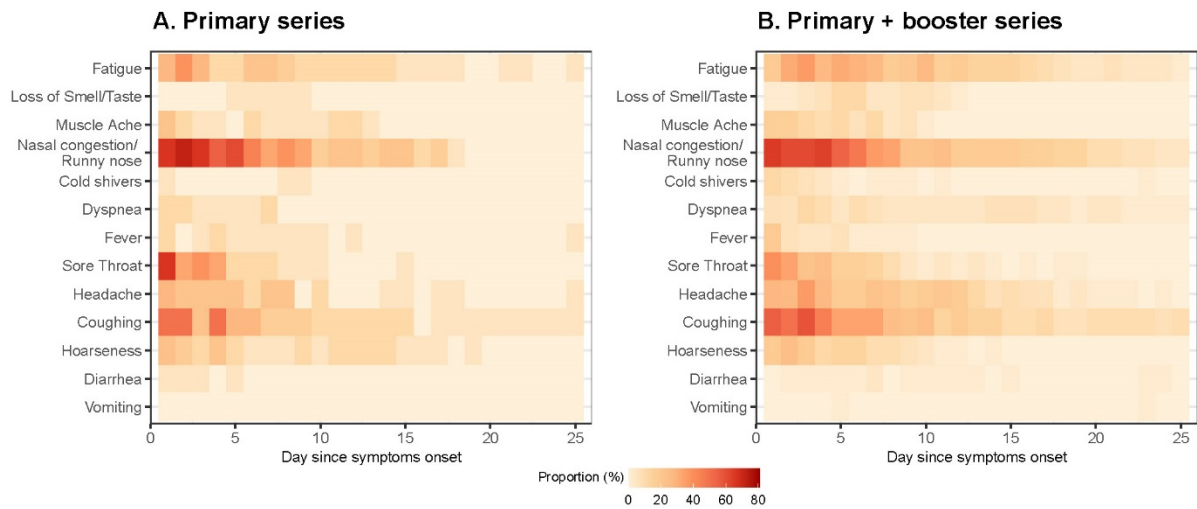 A. Primary series
Fatigue
Loss of Smell/Taste
Muscle Ache
Nasal congestion/
Runny nose
Cold shivers
Dyspnea
Fever
Sore Throat
Headache
Coughing
Hoarseness
Diarrhea
Vomiting
0 5 10 15 20 25
Day since symptoms onset
B. Primary + booster series
Fatigue
Loss of Smell/Taste
Muscle Ache
Nasal congestion/
Runny nose
Cold shivers
Dyspnea
Fever
Sore Throat
Headache
Coughing
Hoarseness
Diarrhea
Vomiting
0 5 10 15 20 25
Day since symptoms onset
Proportion (%)
0 20 40 60 80